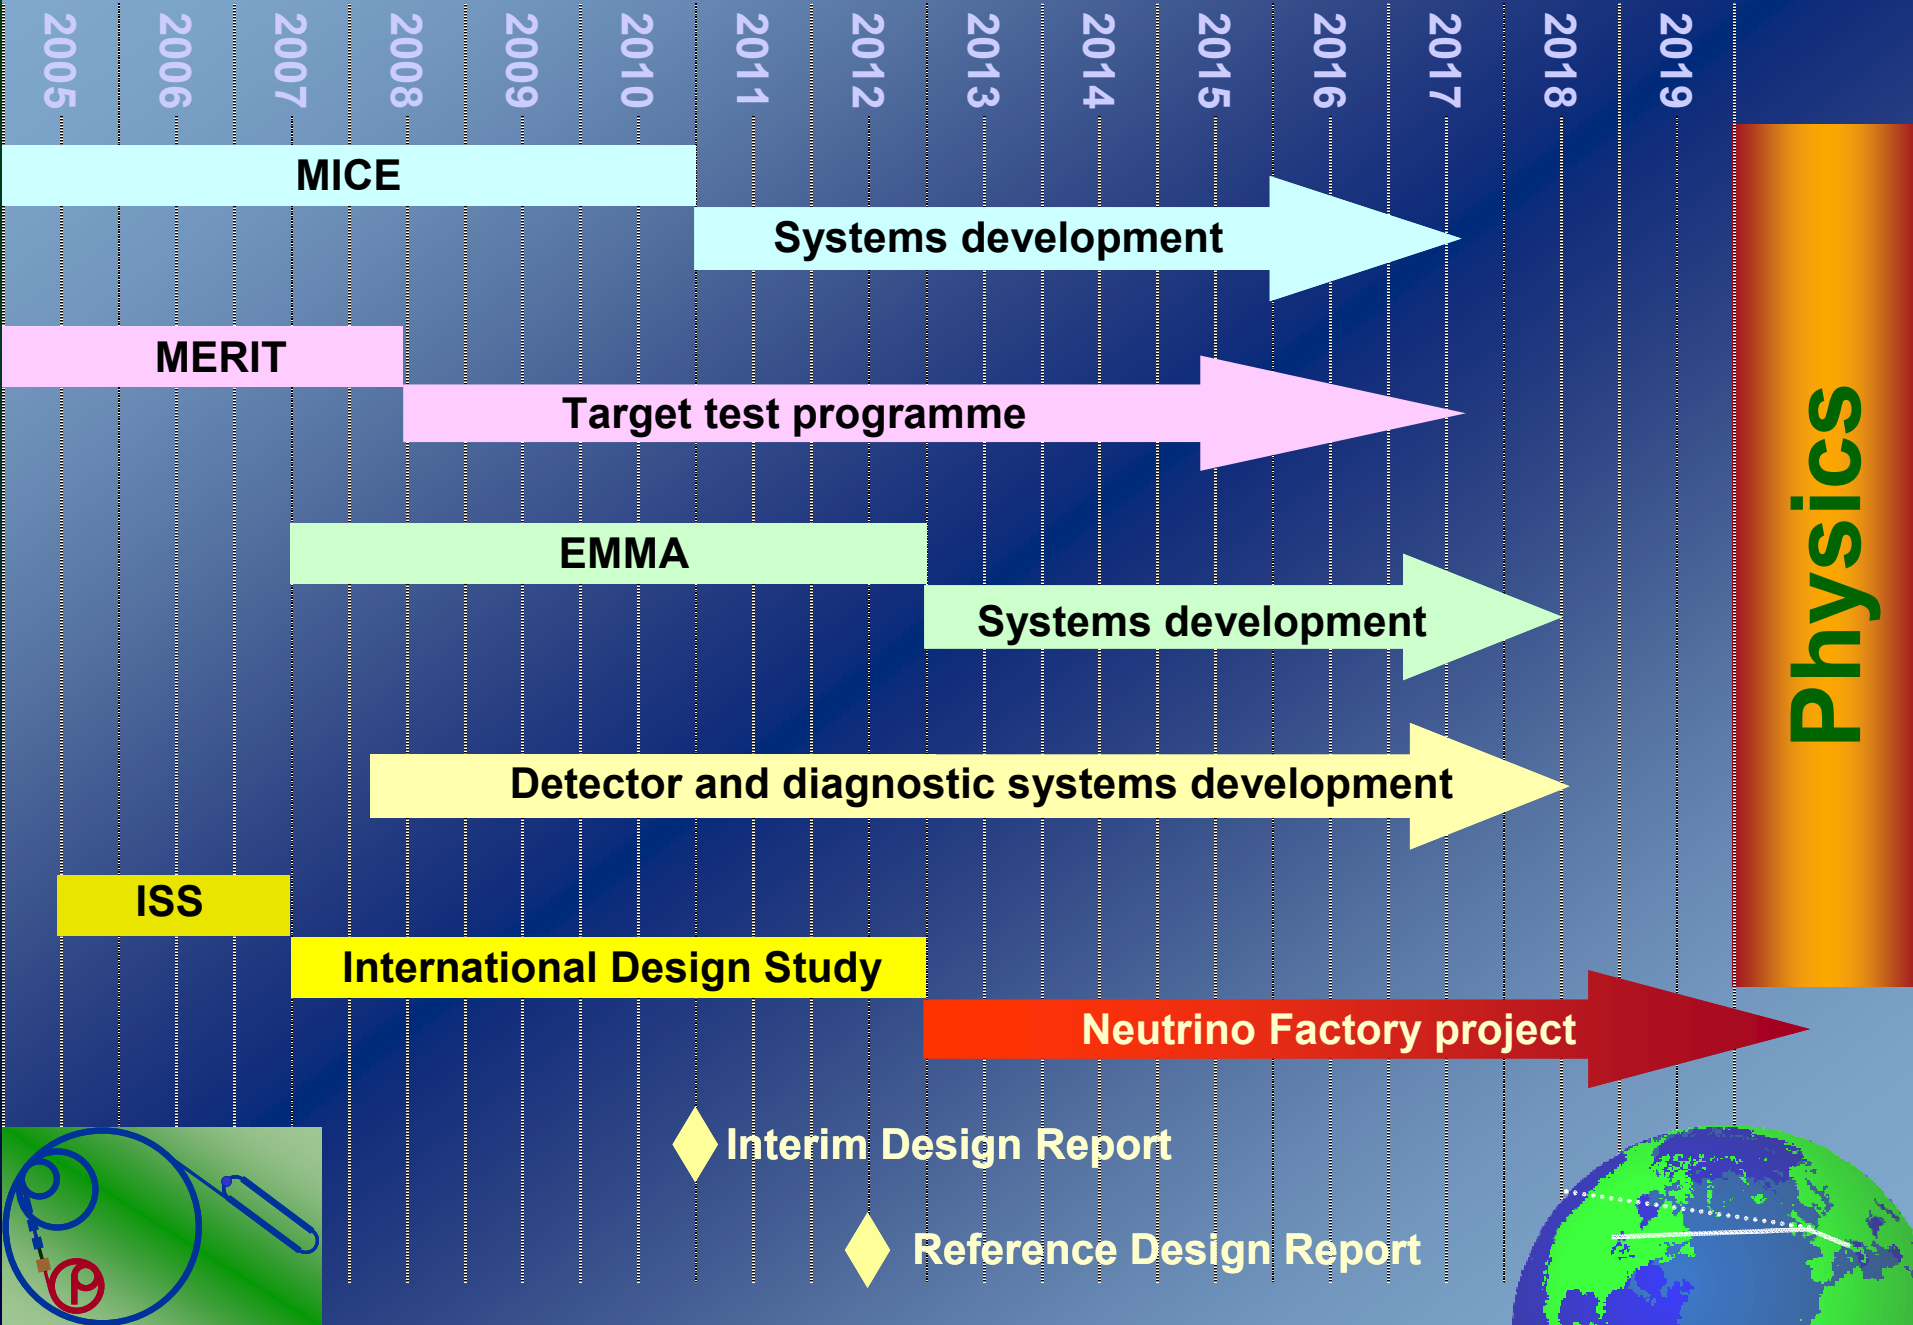 2005
2006
2007
2008
2009
2010
2011
2012
2013
2014
2015
2016
2017
2018
2019
MICE
Systems development
MERIT
Target test programme
EMMA
Systems development
Detector and diagnostic systems development
ISS
International Design Study
Neutrino Factory project
Physics
Interim Design Report
Reference Design Report
p